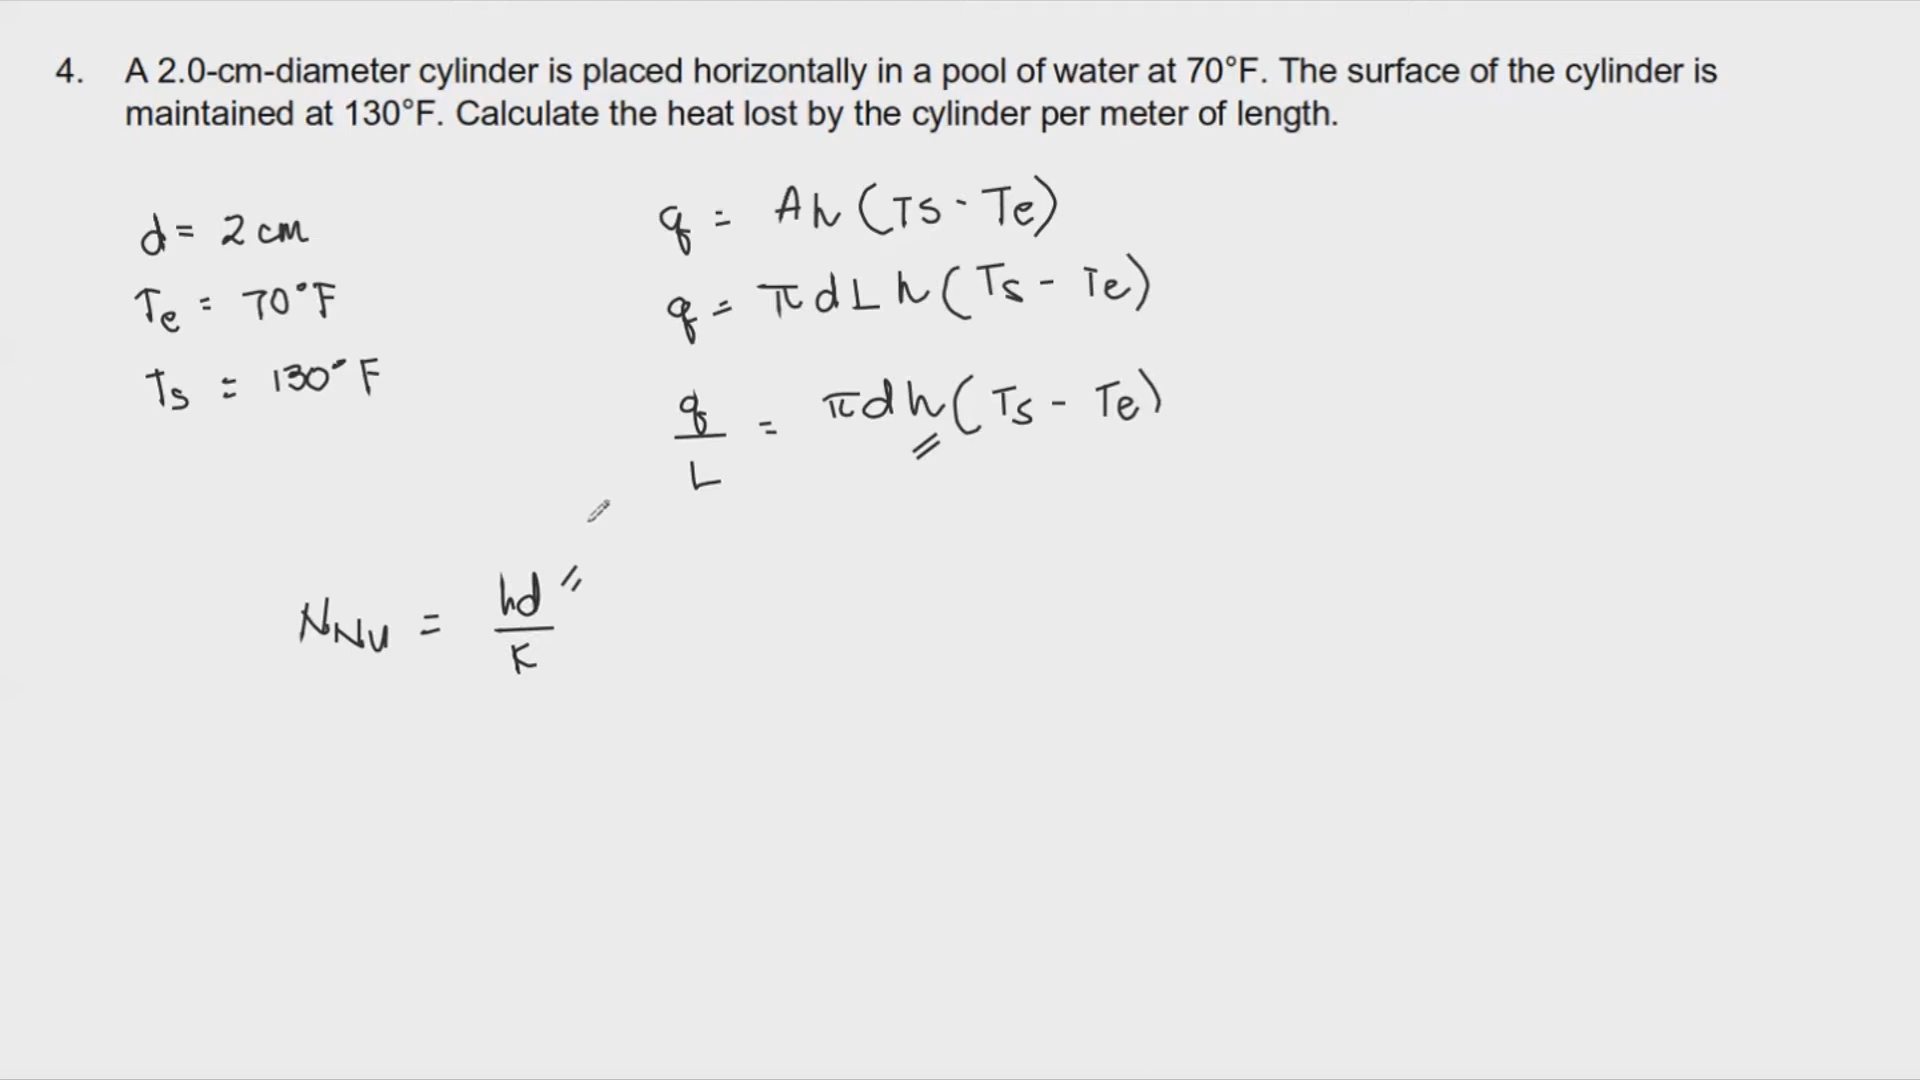 4. A 2.0-cm-diameter cylinder is placed horizontally in a pool of water at 70°F. The surface of the cylinder is
maintained at 130°F. Calculate the heat lost by the cylinder per meter of length.
d = 2 cm
Te = 70°F
Ts = 130°F
q = Ah (Ts - Te)
q = πdLh (Ts - Te)
q/L = πdh (Ts - Te)
NNu = hd/K